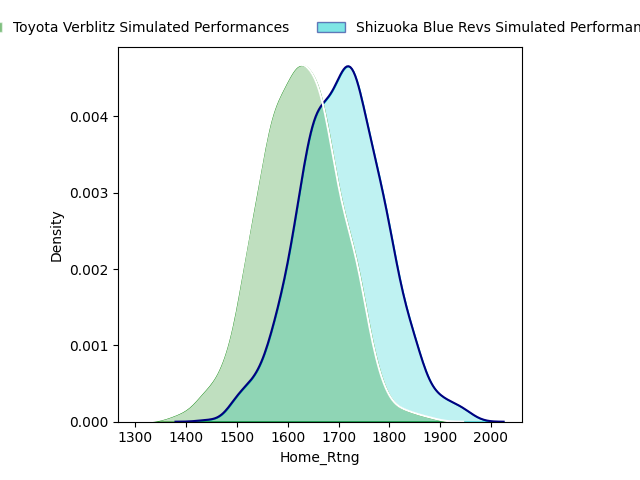 Toyota Verblitz Simulated Performances
Shizuoka Blue Revs Simulated
0.004
0.003
0.002
0.001
0.000
Density
1300 1400 1500 1600 1700 1800 1900 2000
Home_Rtng